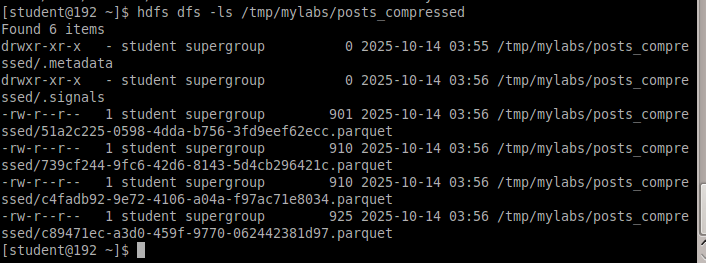 [student@192 ~]$ hdfs dfs -ls /tmp/mylabs/posts_compressed
Found 6 items
drwxr-xr-x   - student supergroup          0 2025-10-14 03:55 /tmp/mylabs/posts_compre
ssed/.metadata
drwxr-xr-x   - student supergroup          0 2025-10-14 03:56 /tmp/mylabs/posts_compre
ssed/.signals
-rw-r--r--   1 student supergroup        901 2025-10-14 03:56 /tmp/mylabs/posts_compre
ssed/51a2c225-0598-4dda-b756-3fd9eef62ecc.parquet
-rw-r--r--   1 student supergroup        910 2025-10-14 03:56 /tmp/mylabs/posts_compre
ssed/739cf244-9fc6-42d6-8143-5d4cb296421c.parquet
-rw-r--r--   1 student supergroup        910 2025-10-14 03:56 /tmp/mylabs/posts_compre
ssed/c4fadb92-9e72-4106-a04a-f97ac71e8034.parquet
-rw-r--r--   1 student supergroup        925 2025-10-14 03:56 /tmp/mylabs/posts_compre
ssed/c89471ec-a3d0-459f-9770-062442381d97.parquet
[student@192 ~]$